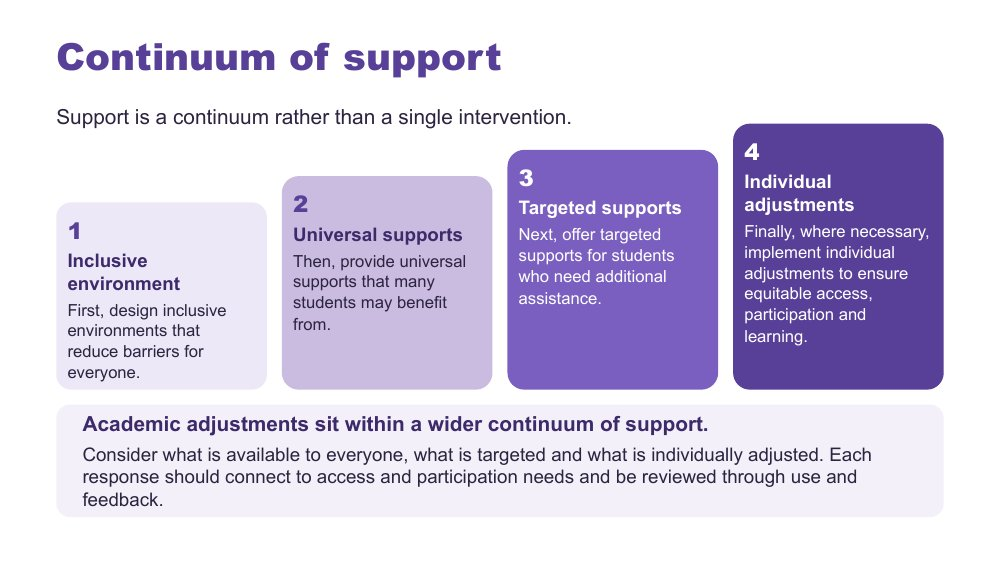 Continuum of support
Support is a continuum rather than a single intervention.
1
Inclusive
environment
First, design inclusive
environments that
reduce barriers for
everyone.
2
Universal supports
Then, provide universal
supports that many
students may benefit
from.
3
Targeted supports
Next, offer targeted
supports for students
who need additional
assistance.
4
Individual
adjustments
Finally, where necessary,
implement individual
adjustments to ensure
equitable access,
participation and
learning.
Academic adjustments sit within a wider continuum of support.
Consider what is available to everyone, what is targeted and what is individually adjusted. Each
response should connect to access and participation needs and be reviewed through use and
feedback.